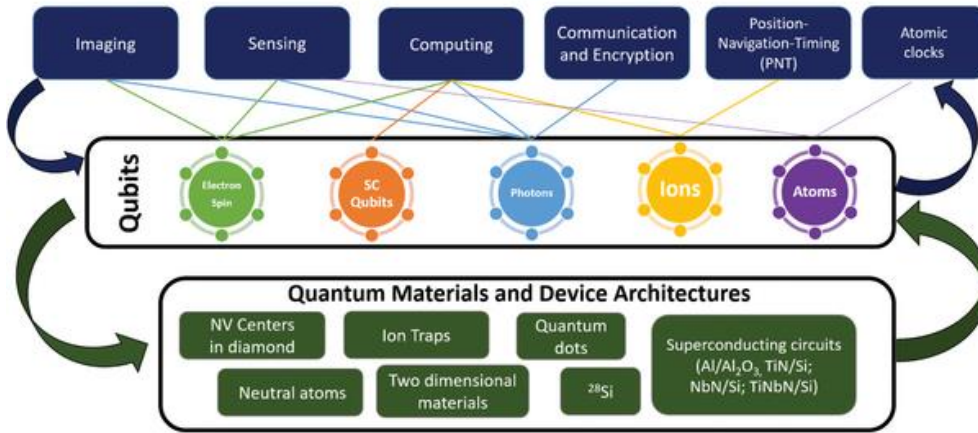 Imaging
Sensing
Computing
Communication
and Encryption
Position-
Navigation-Timing
(PNT)
Atomic
clocks
Qubits
Electron
Spin
SC
Qubits
Photons
Ions
Atoms
Quantum Materials and Device Architectures
NV Centers
in diamond
Ion Traps
Quantum
dots
Superconducting circuits
(Al/Al₂O₃, TiN/Si;
NbN/Si; TiNbN/Si)
Neutral atoms
Two dimensional
materials
²⁸Si